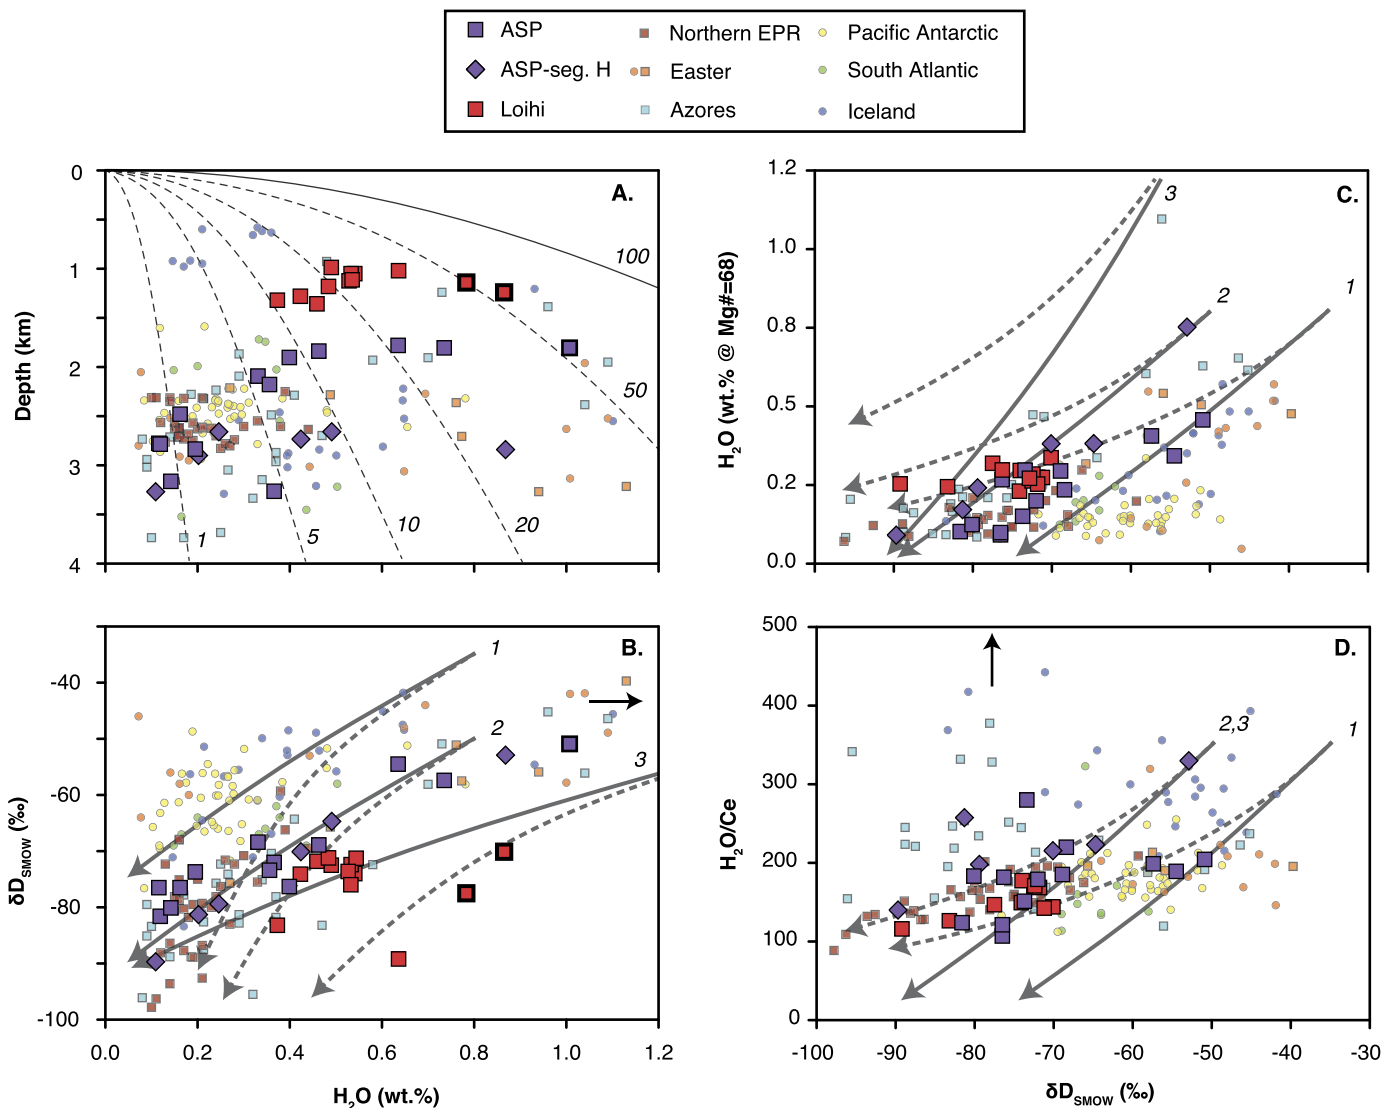 ASP
Northern EPR
Pacific Antarctic
ASP-seg. H
Easter
South Atlantic
Loihi
Azores
Iceland
A.
0
1
2
3
4
Depth (km)
100
50
20
10
5
1
C.
1.2
1.0
0.8
0.5
0.2
0.0
H2O (wt.% @ Mg#=68)
3
2
1
B.
-40
-60
-80
-100
δDSMOW (‰)
1
2
3
0.0 0.2 0.4 0.6 0.8 1.0 1.2
H2O (wt.%)
D.
500
400
300
200
100
0
H2O/Ce
2,3
1
-100 -90 -80 -70 -60 -50 -40 -30
δDSMOW (‰)